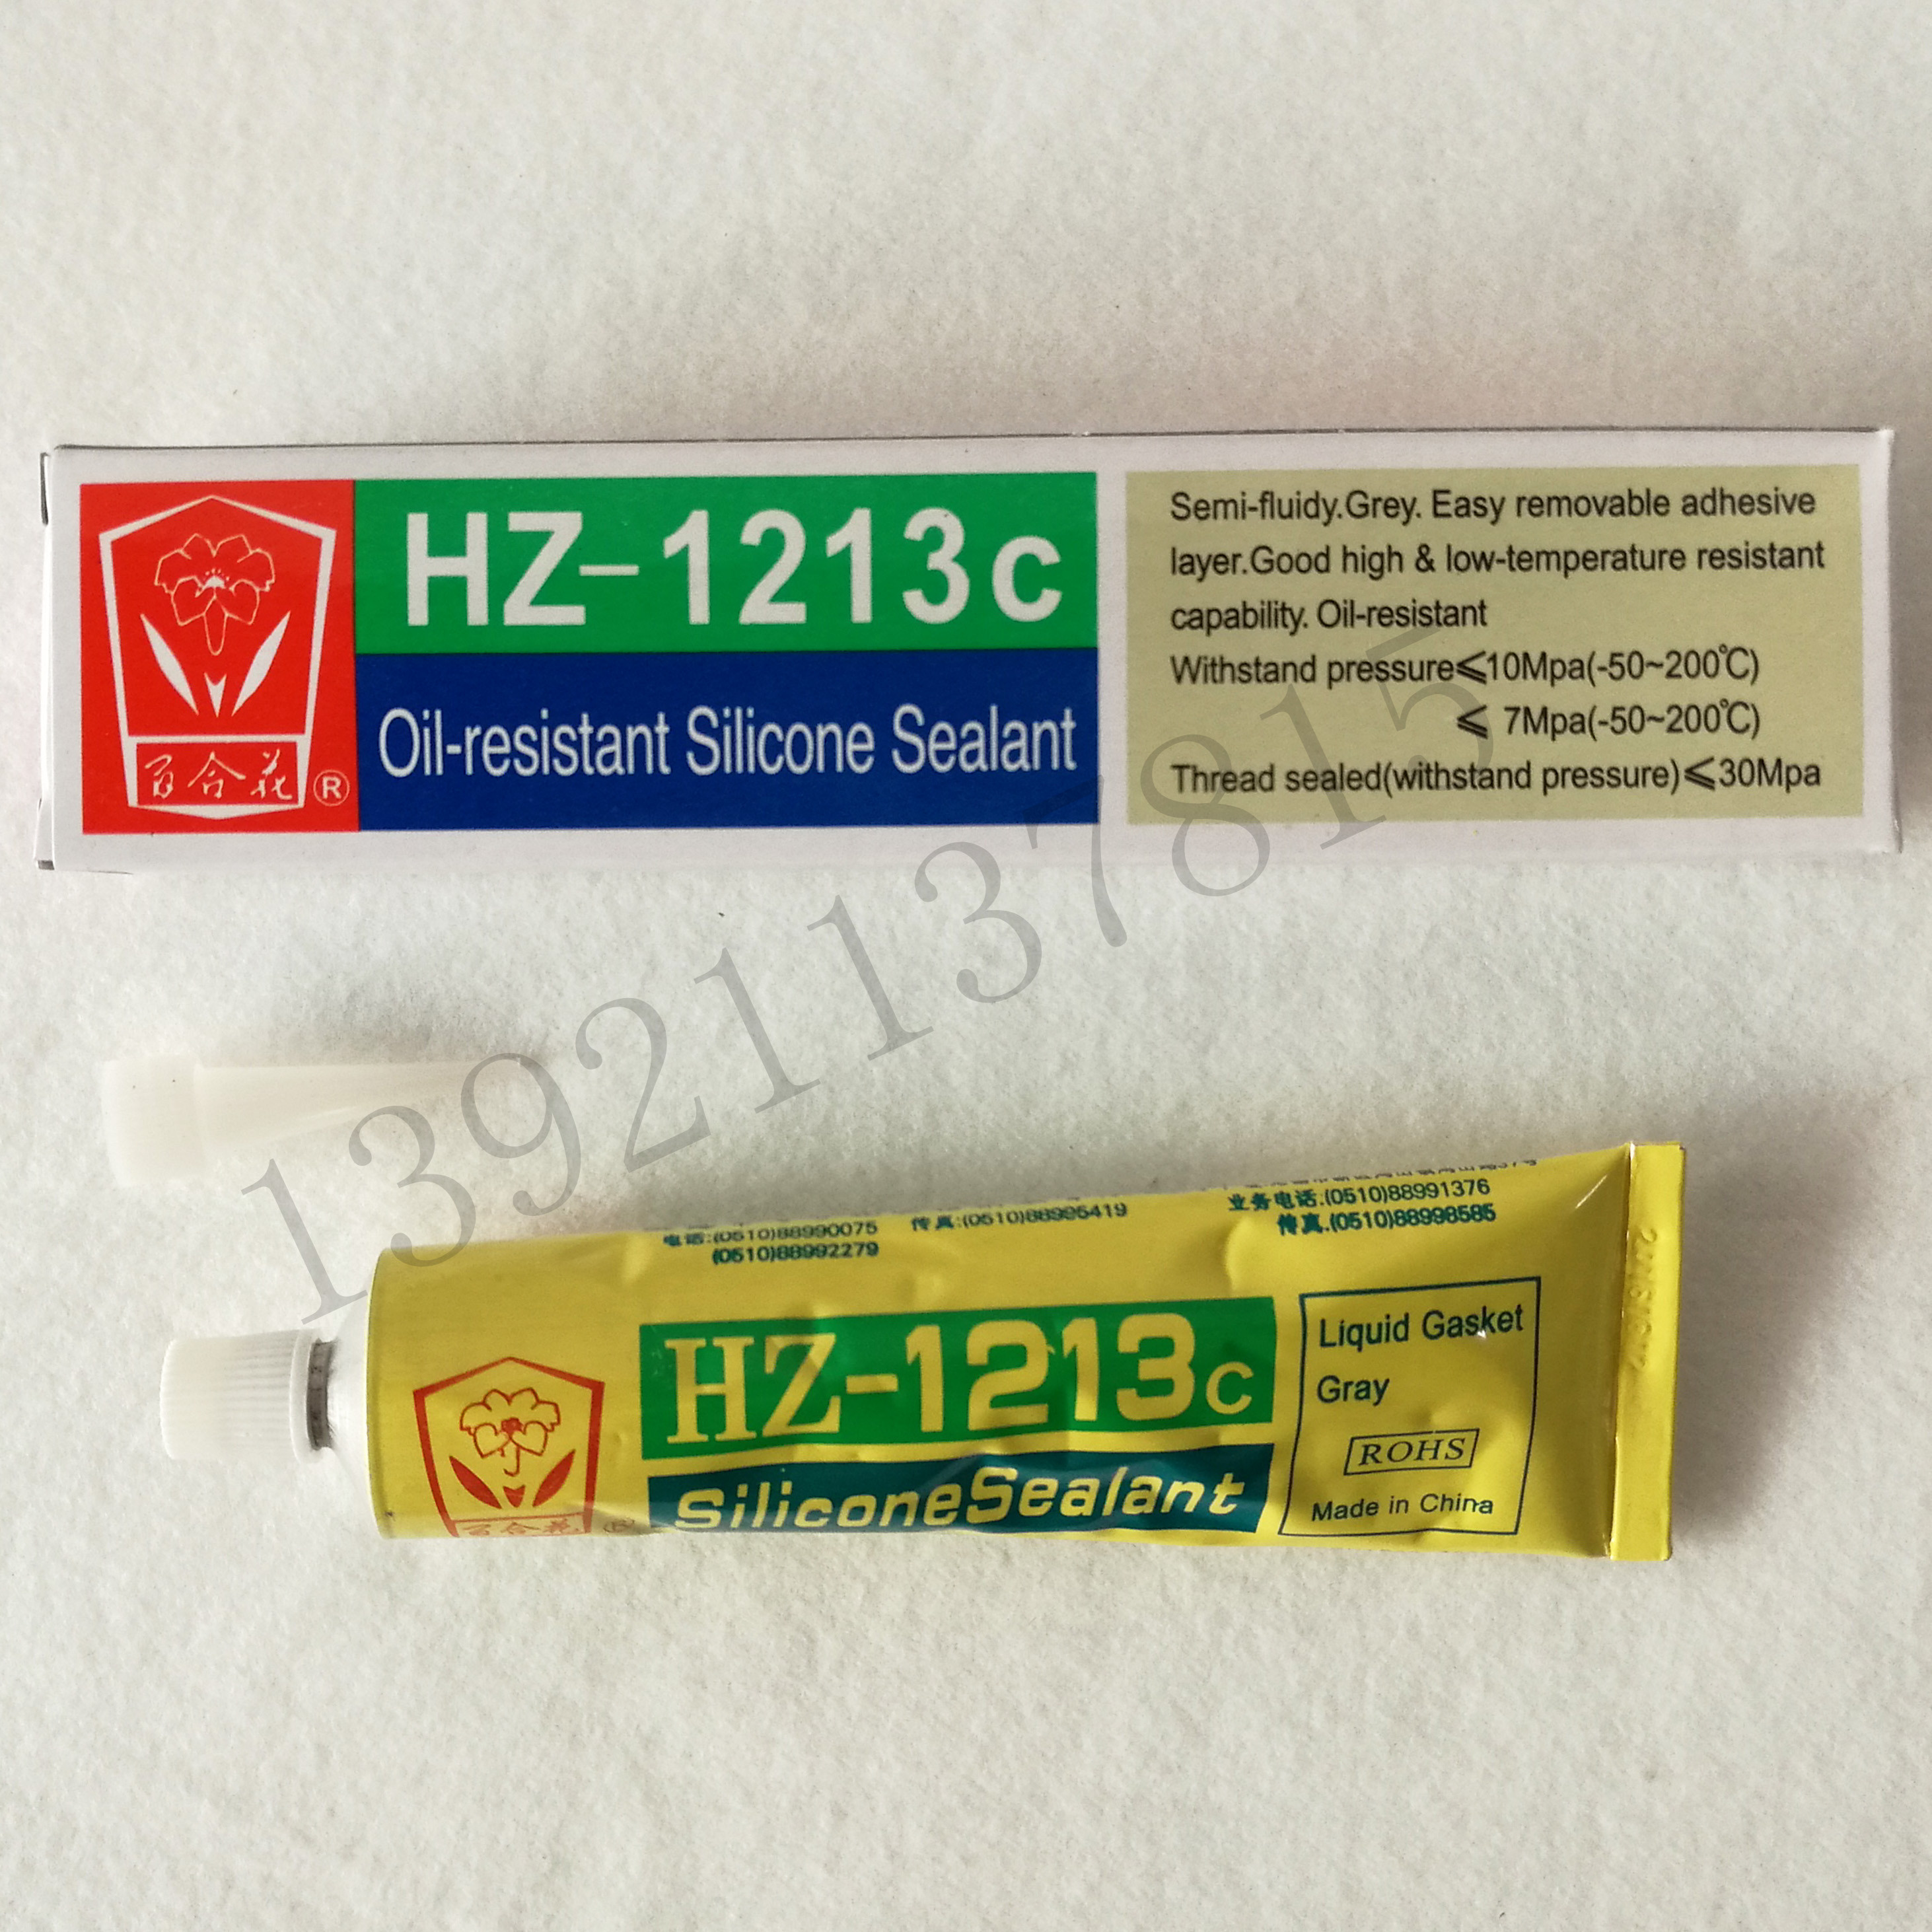 百合花®
HZ-1213c
Oil-resistant Silicone Sealant
Semi-fluidy.Grey. Easy removable adhesive
layer.Good high & low-temperature resistant
capability. Oil-resistant
Withstand pressure⩽10Mpa(-50~200℃)
⩽ 7Mpa(-50~200℃)
Thread sealed(withstand pressure)⩽30Mpa
13921137815
电话:(0510)88990075 传真:(0510)88995419
(0510)88992279
业务电话:(0510)88991376
传真.(0510)88998585
百合花®
HZ-1213c
SiliconeSealant
Liquid Gasket
Gray
ROHS
Made in China